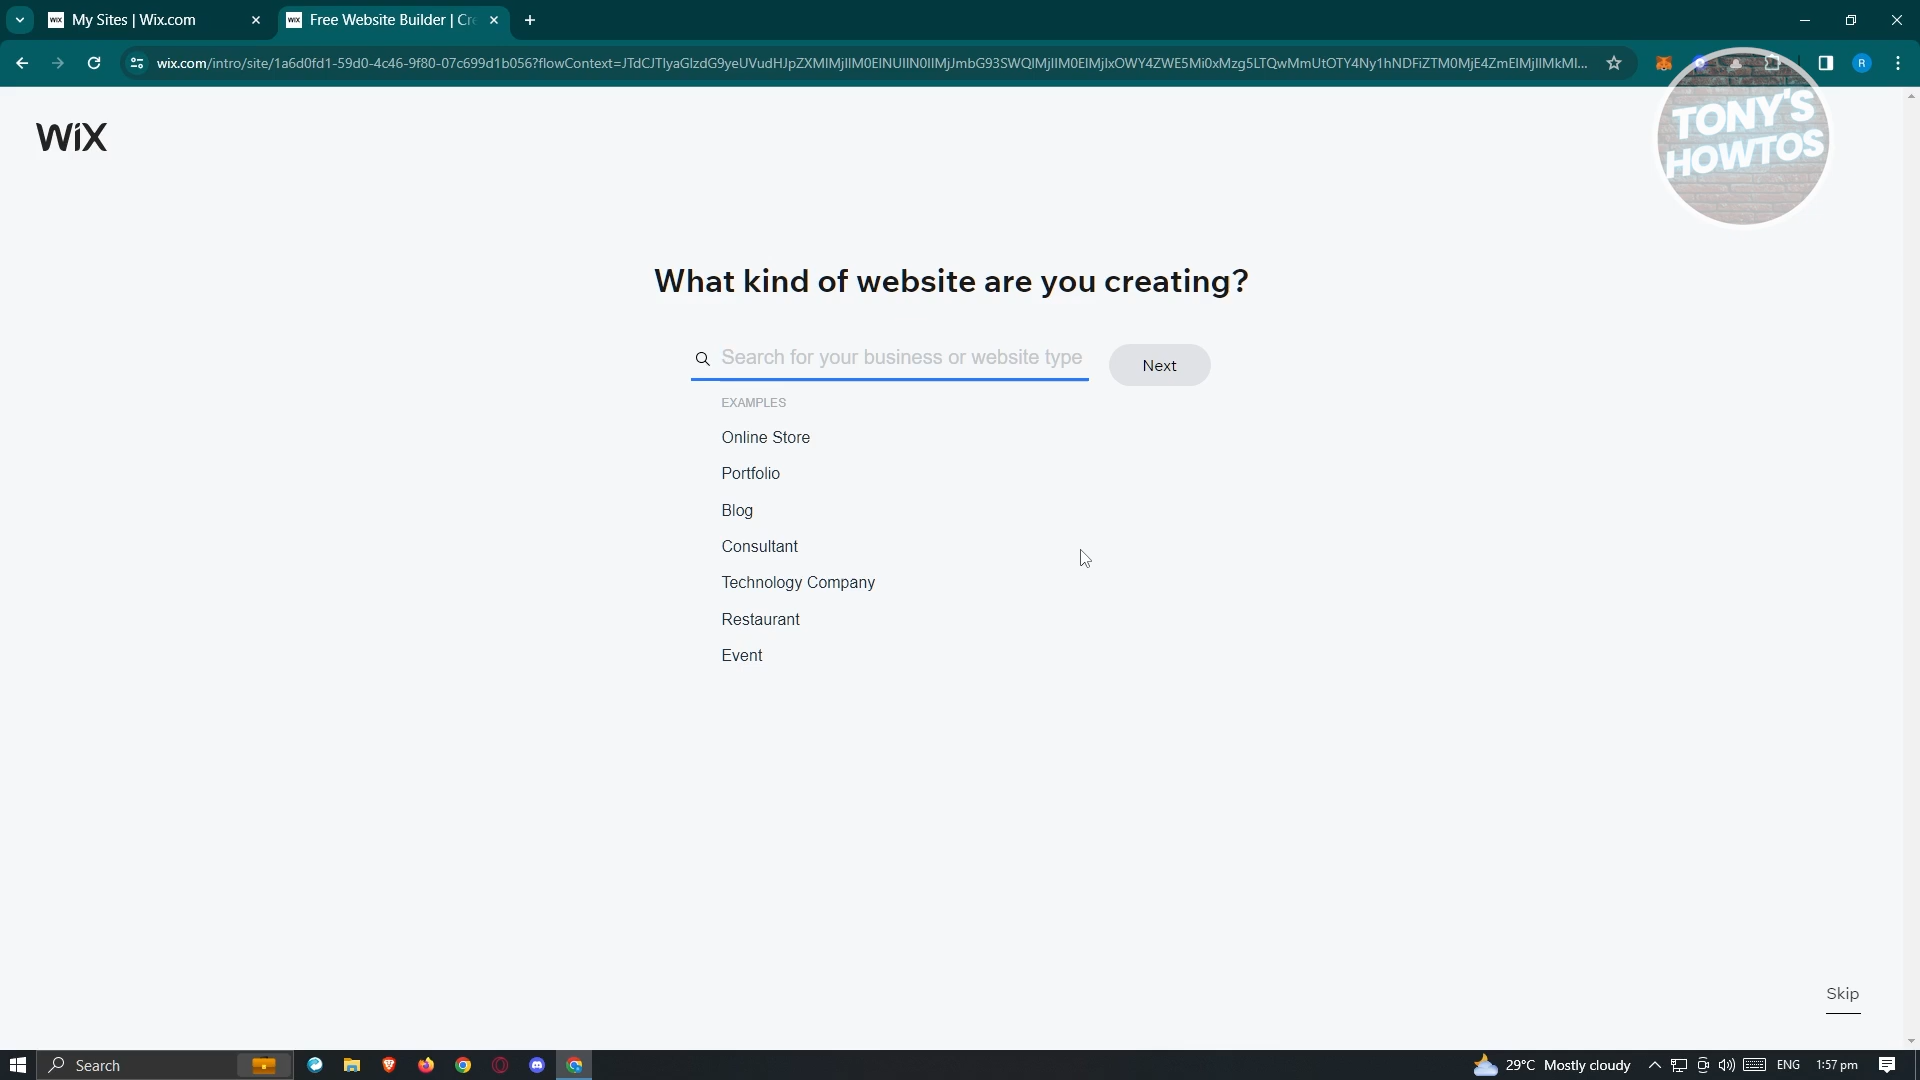 My Sites | Wix.com
Free Website Builder | Cre
wix.com/intro/site/1a6d0fd1-59d0-4c46-9f80-07c699d1b056?flowContext=
WiX
TONY'S
HOWTOS
What kind of website are you creating?
Search for your business or website type
Next
EXAMPLES
Online Store
Portfolio
Blog
Consultant
Technology Company
Restaurant
Event
Skip
Search
29°C Mostly cloudy
ENG
1:57 pm